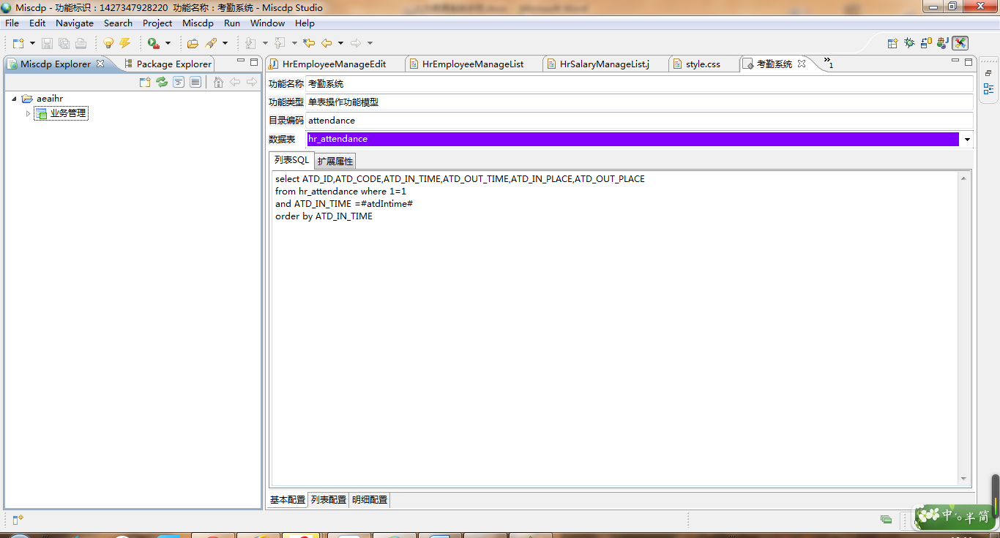 Miscdp - 功能标识：1427347928220 功能名称：考勤系统 - Miscdp Studio
File Edit Navigate Search Project Miscdp Run Window Help
Miscdp Explorer
Package Explorer
HrEmployeeManageEdit
HrEmployeeManageList
HrSalaryManageList.j
style.css
考勤系统
»1
aeaihr
业务管理
功能名称 考勤系统
功能类型 单表操作功能模型
目录编码 attendance
数据表 hr_attendance
列表SQL 扩展属性
select ATD_ID,ATD_CODE,ATD_IN_TIME,ATD_OUT_TIME,ATD_IN_PLACE,ATD_OUT_PLACE
from hr_attendance where 1=1
and ATD_IN_TIME =#atdIntime#
order by ATD_IN_TIME
基本配置 列表配置 明细配置
中 半 简